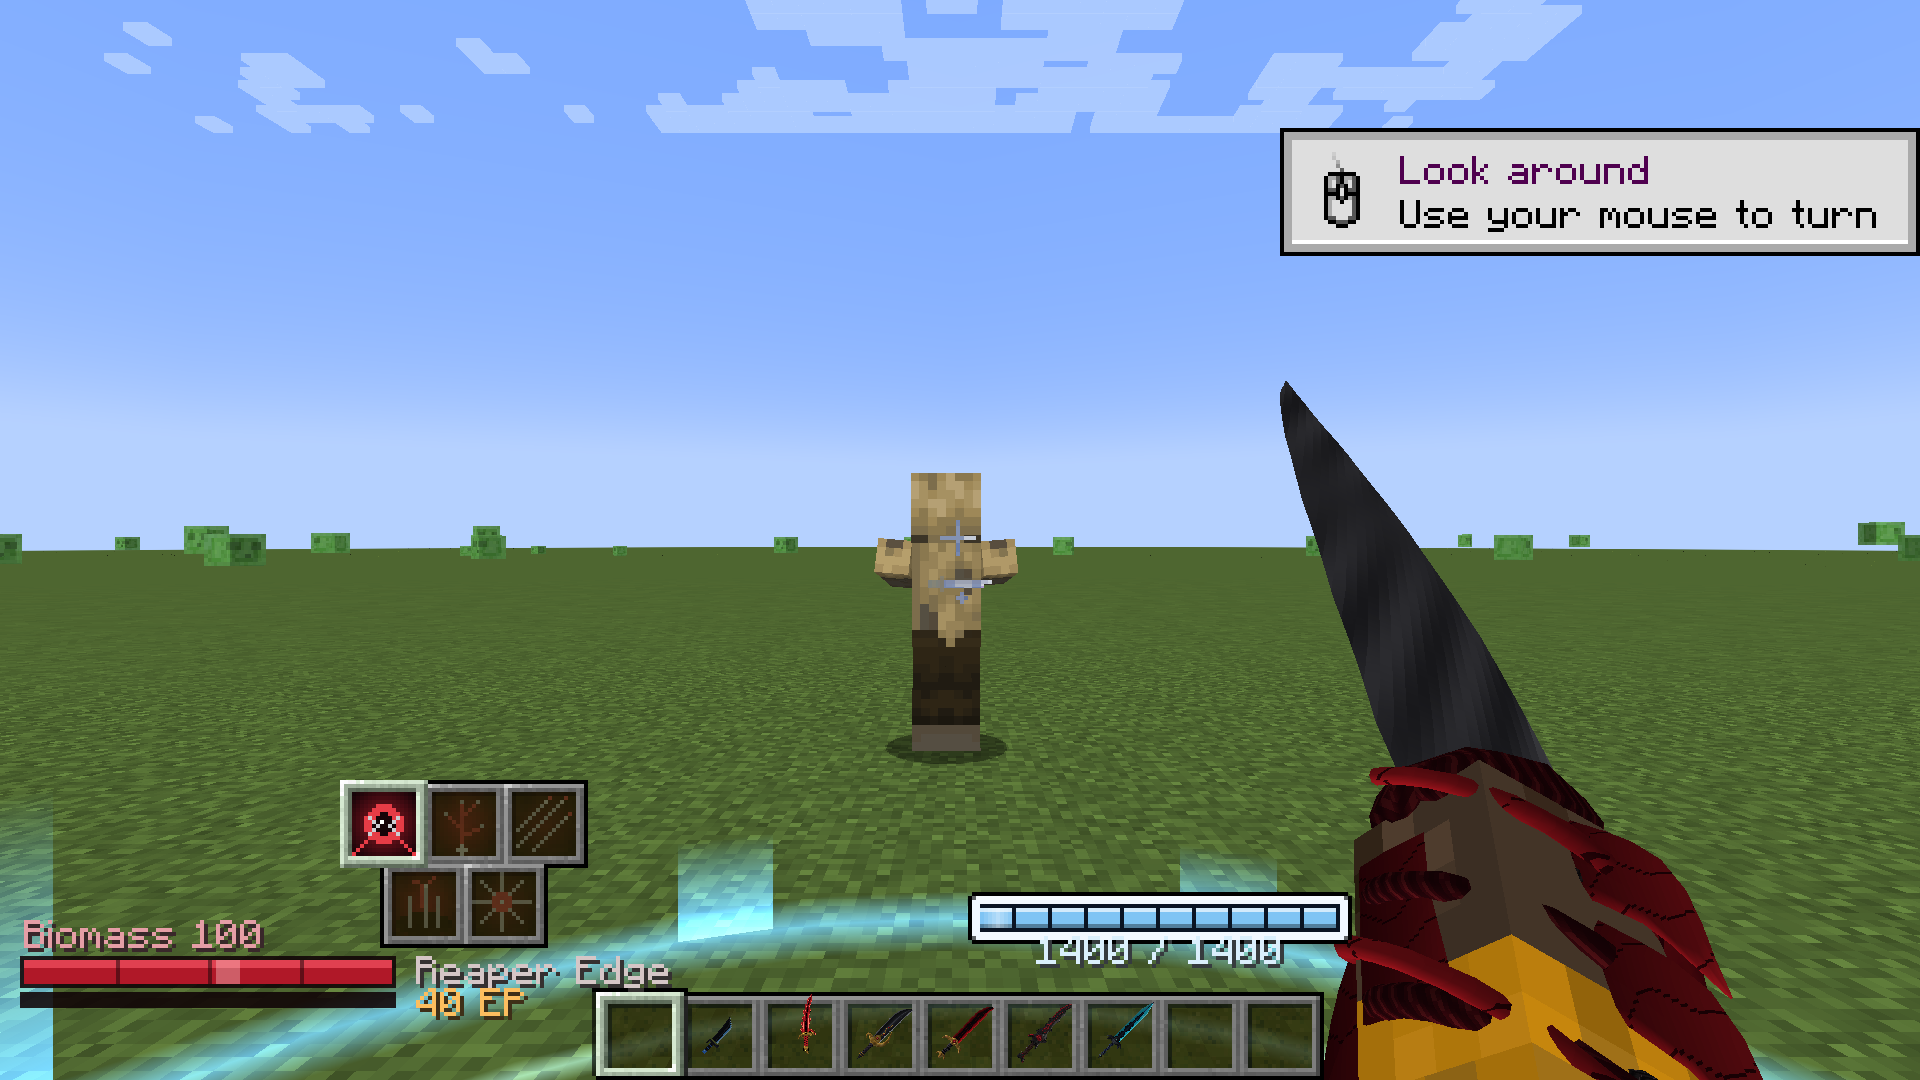 Look around
Use your mouse to turn
Biomass 100
Reaper Edge
40 EP
1400 / 1400